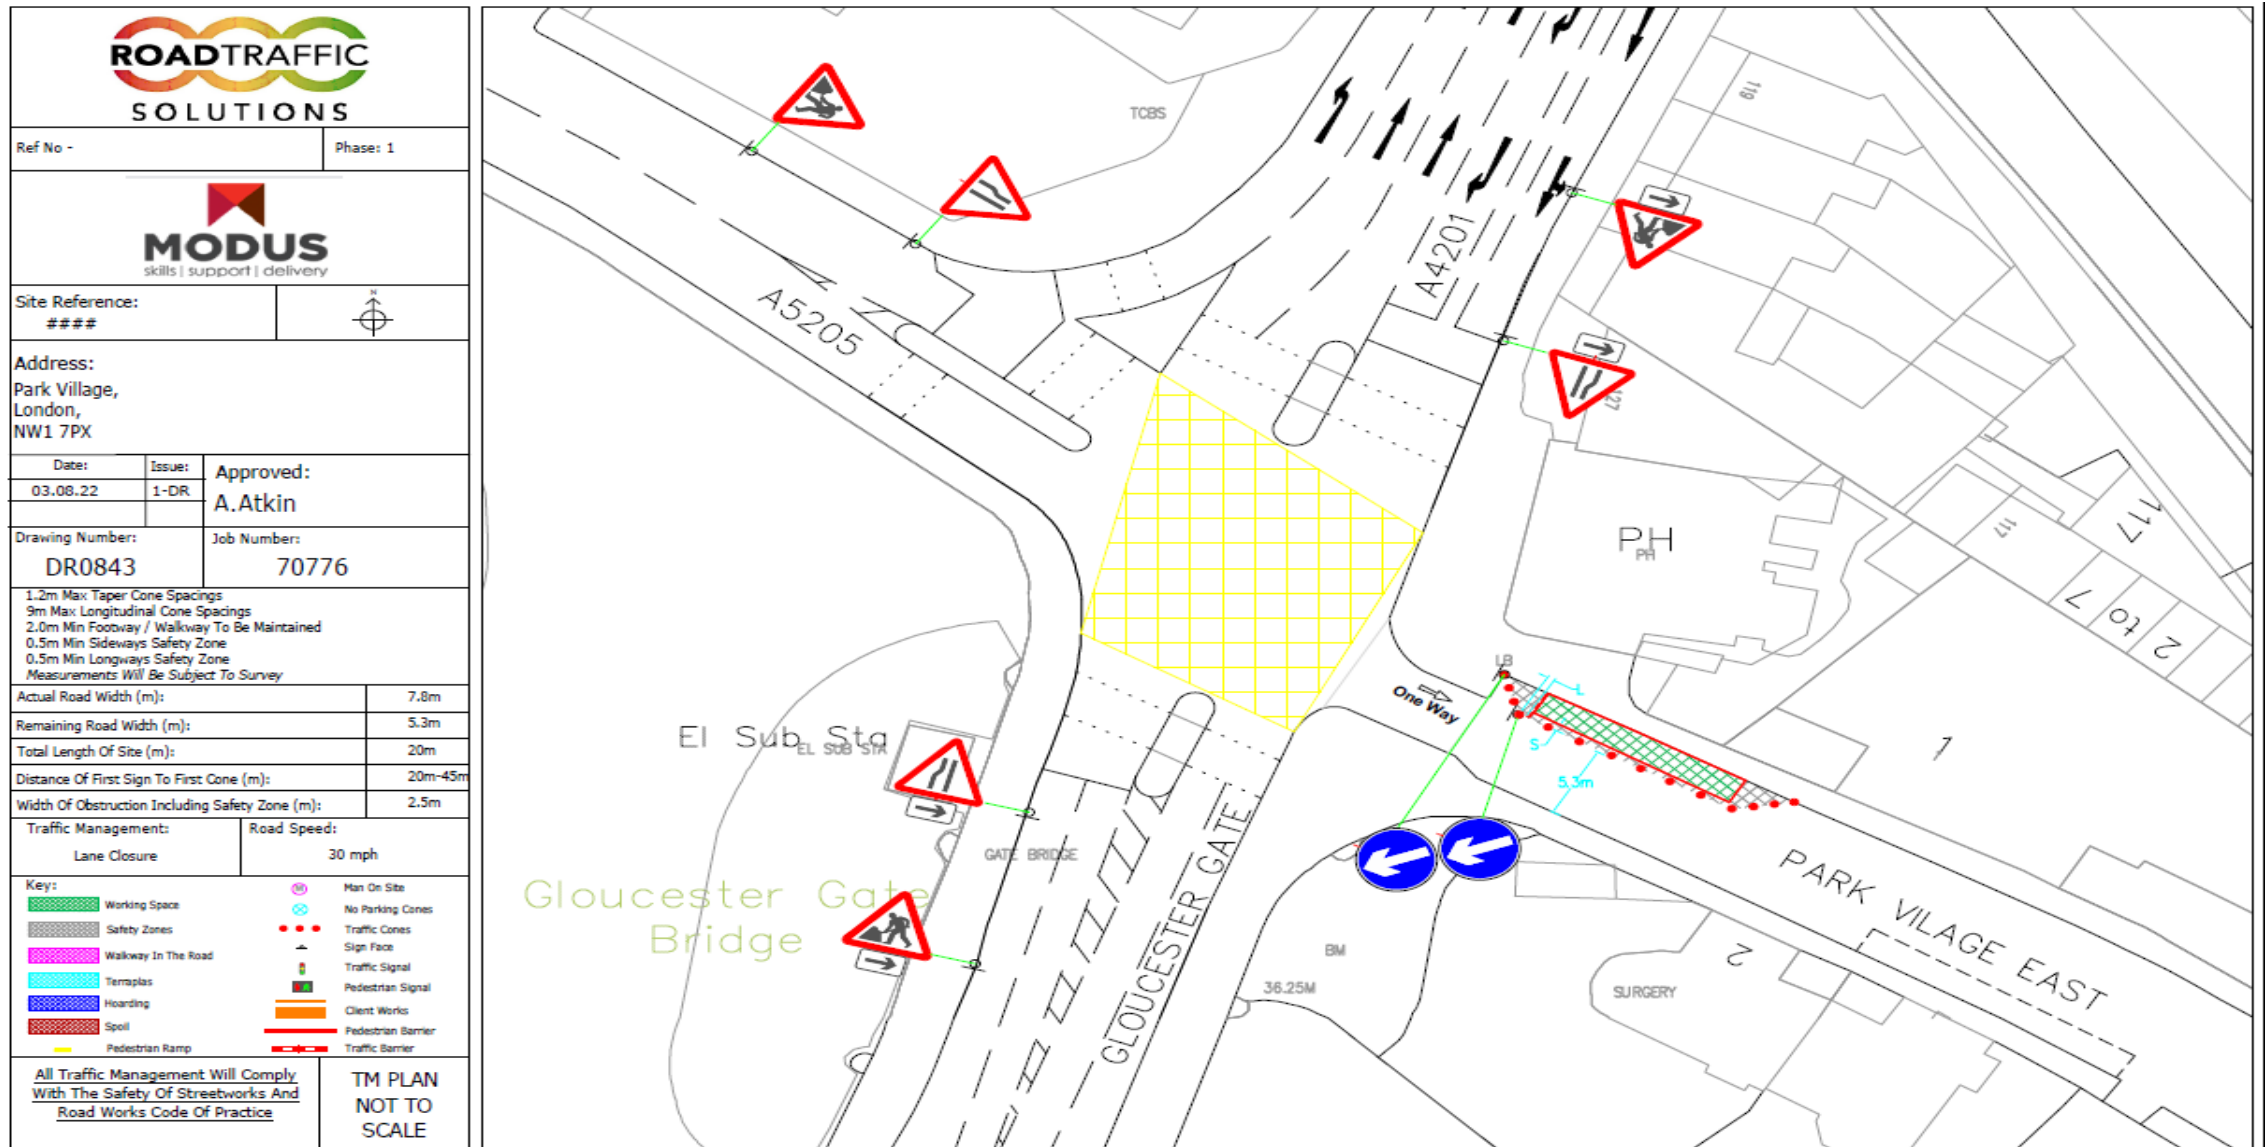 ROADTRAFFIC
SOLUTIONS
Ref No -
Phase: 1
MODUS
skills | support | delivery
Site Reference:
####
N
Address:
Park Village,
London,
NW1 7PX
Date:
Issue:
Approved:
03.08.22
1-DR
A.Atkin
Drawing Number:
Job Number:
DR0843
70776
1.2m Max Taper Cone Spacings
9m Max Longitudinal Cone Spacings
2.0m Min Footway / Walkway To Be Maintained
0.5m Min Sideways Safety Zone
0.5m Min Longways Safety Zone
Measurements Will Be Subject To Survey
Actual Road Width (m): 7.8m
Remaining Road Width (m): 5.3m
Total Length Of Site (m): 20m
Distance Of First Sign To First Cone (m): 20m-45m
Width Of Obstruction Including Safety Zone (m): 2.5m
Traffic Management:
Road Speed:
Lane Closure
30 mph
Key:
Working Space
Safety Zones
Walkway In The Road
Terraplas
Hoarding
Spoil
Pedestrian Ramp
Man On Site
No Parking Cones
Traffic Cones
Sign Face
Traffic Signal
Pedestrian Signal
Client Works
Pedestrian Barrier
Traffic Barrier
All Traffic Management Will Comply
With The Safety Of Streetworks And
Road Works Code Of Practice
TM PLAN
NOT TO
SCALE
TCBS
119
A4201
A5205
127
117
117
PH
PH
2 to 7
LB
One Way
L
S
5.3m
1
El Sub Sta
EL SUB STA
GATE BRIDGE
Gloucester Gate
Bridge
GLOUCESTER GATE
PARK VILAGE EAST
BM
36.25M
2
SURGERY